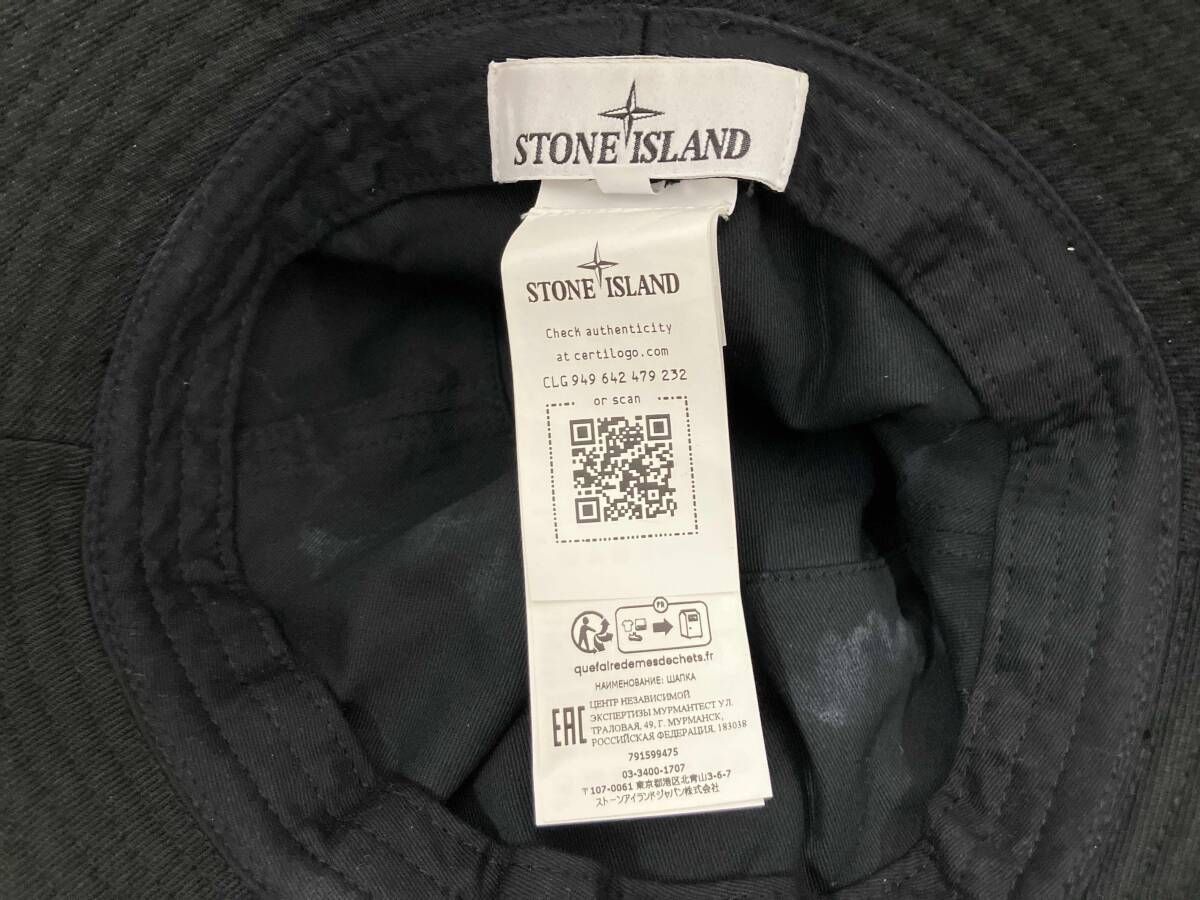 STONE ISLAND
STONE ISLAND
Check authenticity
at certilogo.com
CLG 949 642 479 232
or scan
FR
quefairedemesdechets.fr
НАИМЕНОВАНИЕ: ШАПКА
EAC
ЦЕНТР НЕЗАВИСИМОЙ
ЭКСПЕРТИЗЫ МУРМАНТЕСТ УЛ.
ТРАЛОВАЯ, 49, Г. МУРМАНСК,
РОССИЙСКАЯ ФЕДЕРАЦИЯ, 183038
791599475
03-3400-1707
〒107-0061 東京都港区北青山3-6-7
ストーンアイランドジャパン株式会社